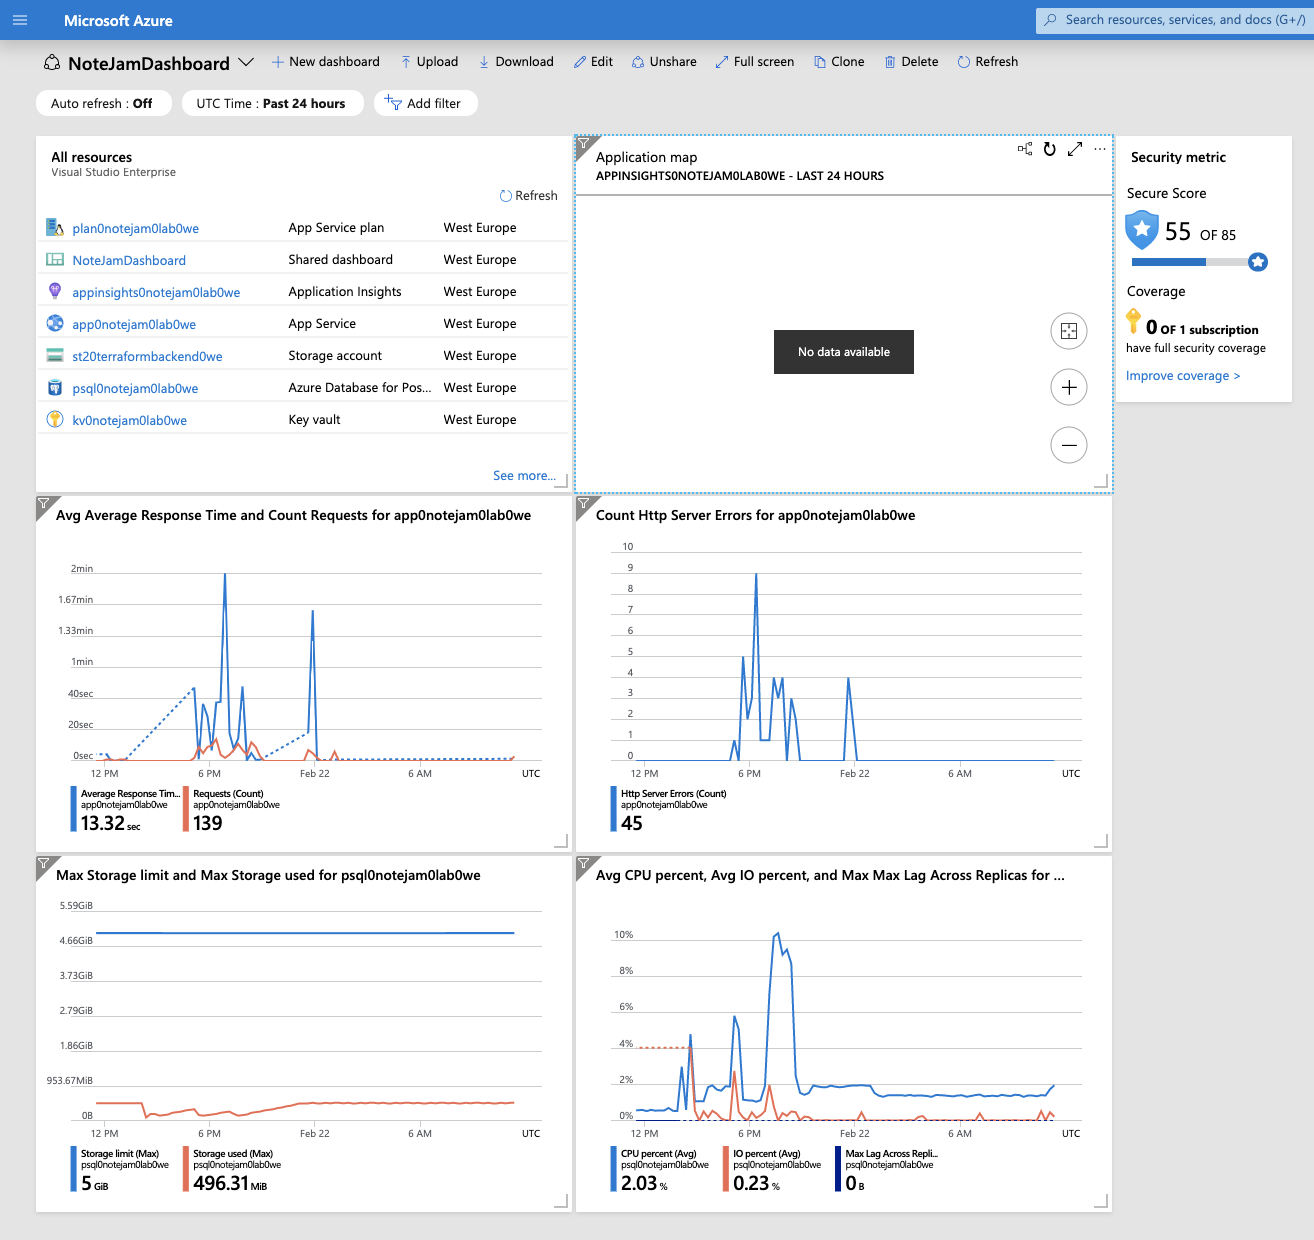 Microsoft Azure
Search resources, services, and docs (G+/)
NoteJamDashboard
New dashboard Upload Download Edit Unshare Full screen Clone Delete Refresh
Auto refresh : Off
UTC Time : Past 24 hours
Add filter
All resources
Visual Studio Enterprise
Refresh
plan0notejam0lab0we App Service plan West Europe
NoteJamDashboard Shared dashboard West Europe
appinsights0notejam0lab0we Application Insights West Europe
app0notejam0lab0we App Service West Europe
st20terraformbackend0we Storage account West Europe
psql0notejam0lab0we Azure Database for Pos... West Europe
kv0notejam0lab0we Key vault West Europe
See more...
Application map
APPINSIGHTS0NOTEJAM0LAB0WE - LAST 24 HOURS
No data available
Security metric
Secure Score
55 OF 85
Coverage
0 OF 1 subscription
have full security coverage
Improve coverage >
Avg Average Response Time and Count Requests for app0notejam0lab0we
2min
1.67min
1.33min
1min
40sec
20sec
0sec
12 PM 6 PM Feb 22 6 AM UTC
Average Response Tim...
app0notejam0lab0we
13.32 sec
Requests (Count)
app0notejam0lab0we
139
Count Http Server Errors for app0notejam0lab0we
10
9
8
7
6
5
4
3
2
1
0
12 PM 6 PM Feb 22 6 AM UTC
Http Server Errors (Count)
app0notejam0lab0we
45
Max Storage limit and Max Storage used for psql0notejam0lab0we
5.59GiB
4.66GiB
3.73GiB
2.79GiB
1.86GiB
953.67MiB
0B
12 PM 6 PM Feb 22 6 AM UTC
Storage limit (Max)
psql0notejam0lab0we
5 GiB
Storage used (Max)
psql0notejam0lab0we
496.31 MiB
Avg CPU percent, Avg IO percent, and Max Max Lag Across Replicas for ...
10%
8%
6%
4%
2%
0%
12 PM 6 PM Feb 22 6 AM UTC
CPU percent (Avg)
psql0notejam0lab0we
2.03 %
IO percent (Avg)
psql0notejam0lab0we
0.23 %
Max Lag Across Repli...
psql0notejam0lab0we
0 B